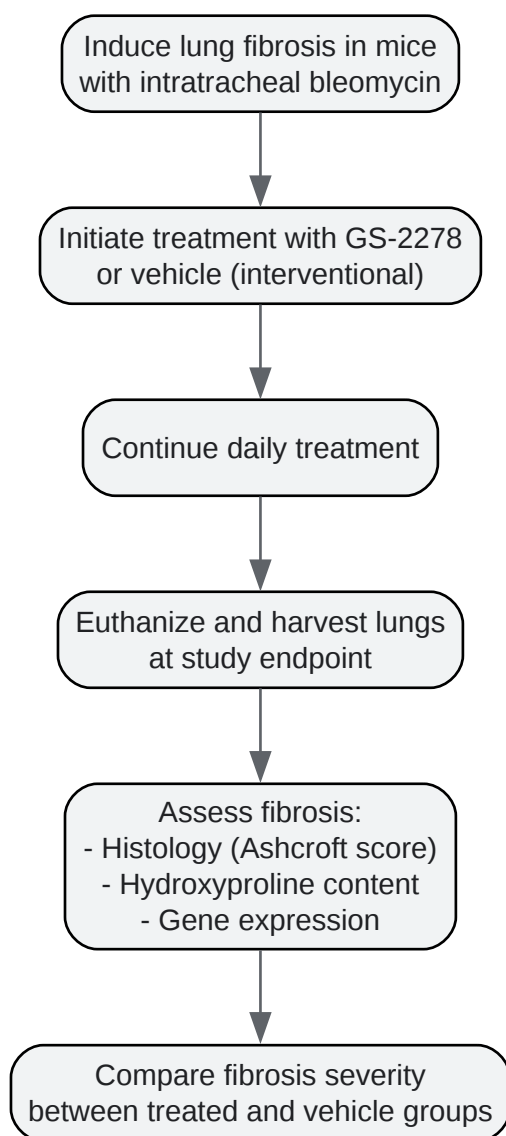 Induce lung fibrosis in mice
with intratracheal bleomycin
Initiate treatment with GS-2278
or vehicle (interventional)
Continue daily treatment
Euthanize and harvest lungs
at study endpoint
Assess fibrosis:
- Histology (Ashcroft score)
- Hydroxyproline content
- Gene expression
Compare fibrosis severity
between treated and vehicle groups